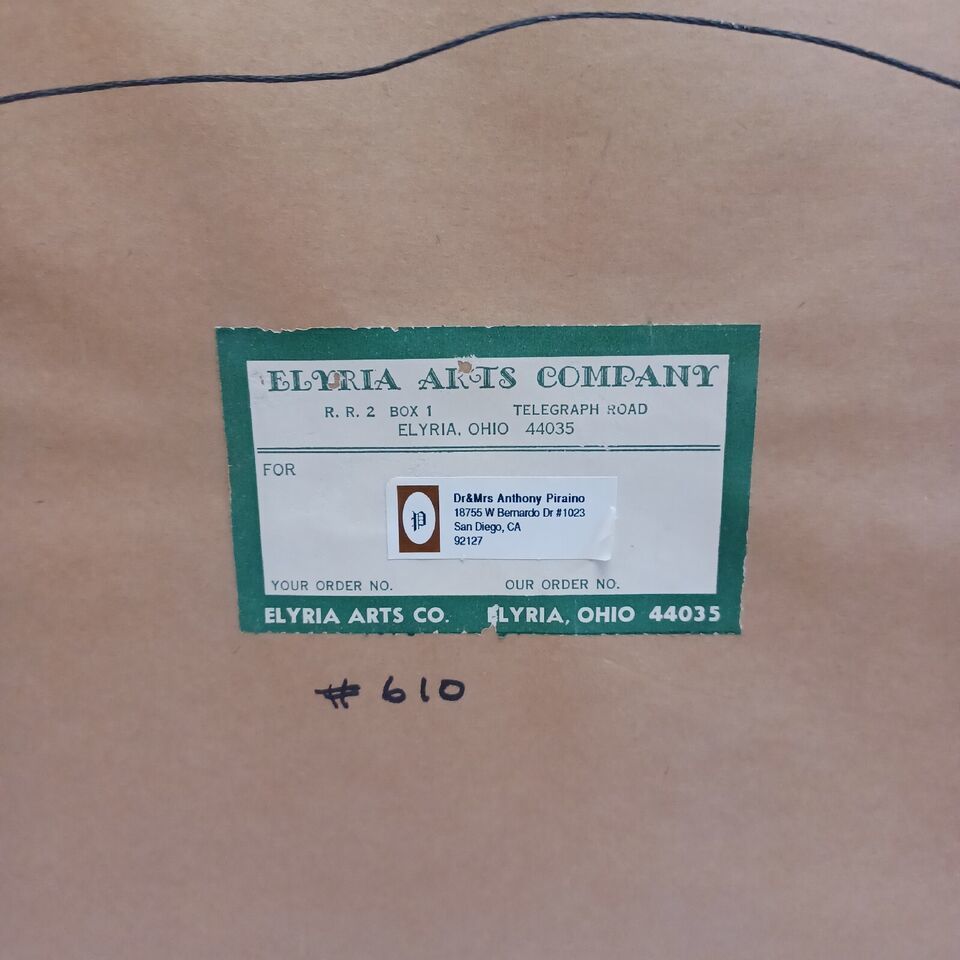 ELYRIA ARTS COMPANY
R. R. 2 BOX 1 TELEGRAPH ROAD
ELYRIA, OHIO 44035
FOR
P
Dr&Mrs Anthony Piraino
18755 W Bernardo Dr #1023
San Diego, CA
92127
YOUR ORDER NO. OUR ORDER NO.
ELYRIA ARTS CO. ELYRIA, OHIO 44035
# 610